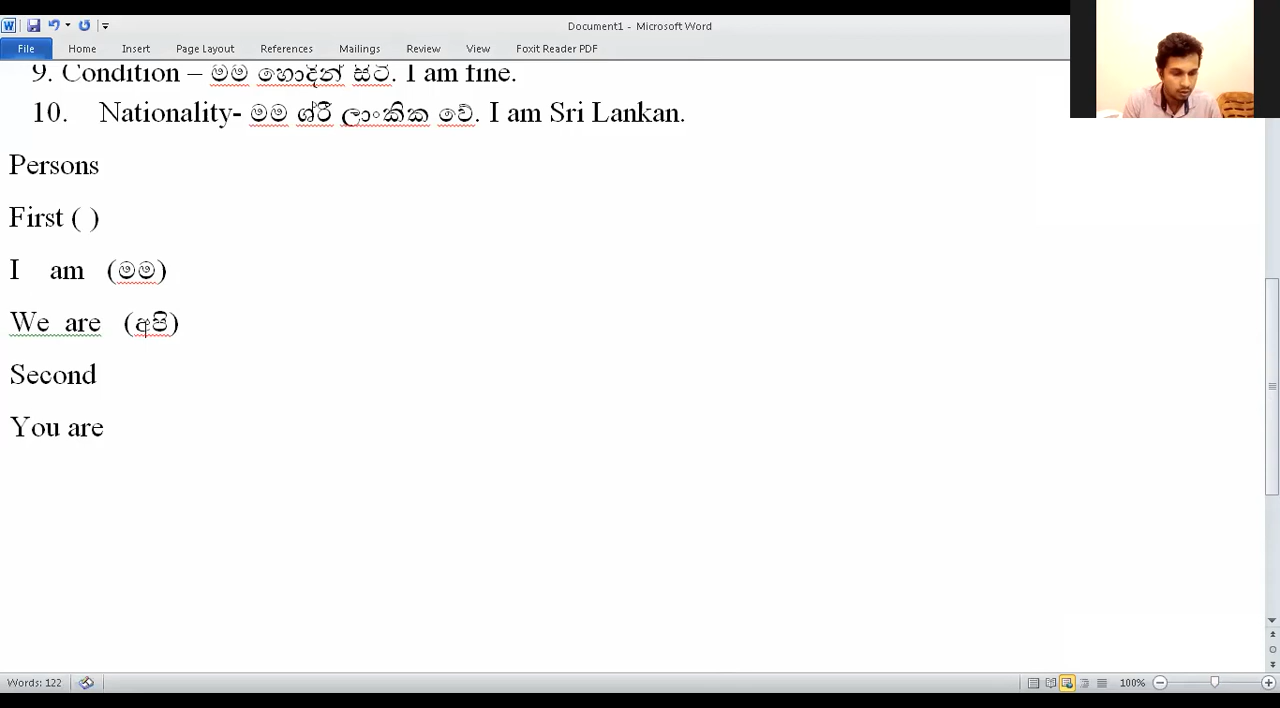 Document1 - Microsoft Word
File Home Insert Page Layout References Mailings Review View Foxit Reader PDF
9. Condition – මම හොඳින් සිටී. I am fine.
10. Nationality- මම ශ්රී ලාංකික වේ. I am Sri Lankan.
Persons
First ( )
I am (මම)
We are (අපි)
Second
You are
Words: 122
100%